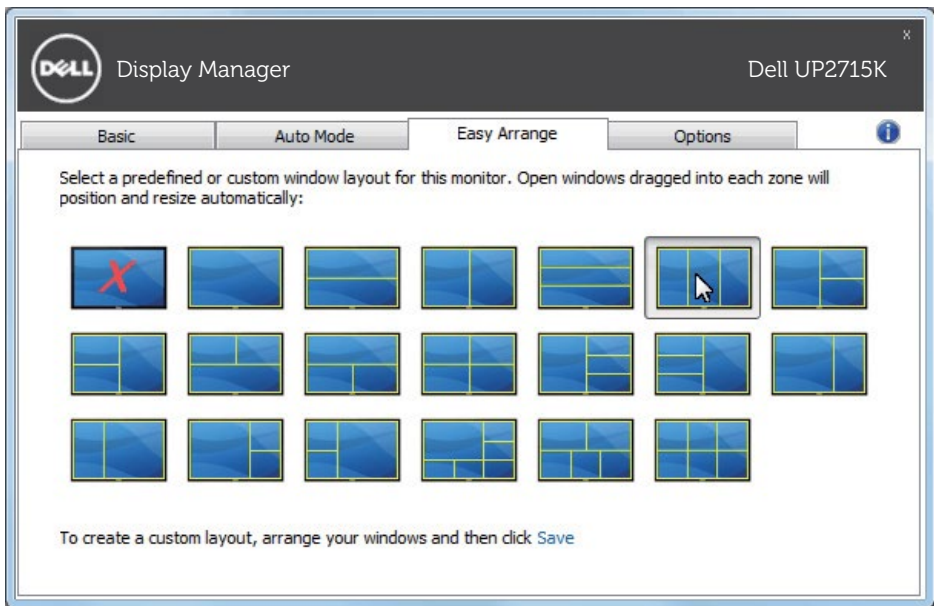 X
DELL Display Manager Dell UP2715K
Basic Auto Mode Easy Arrange Options
Select a predefined or custom window layout for this monitor. Open windows dragged into each zone will
position and resize automatically:
X
To create a custom layout, arrange your windows and then click Save